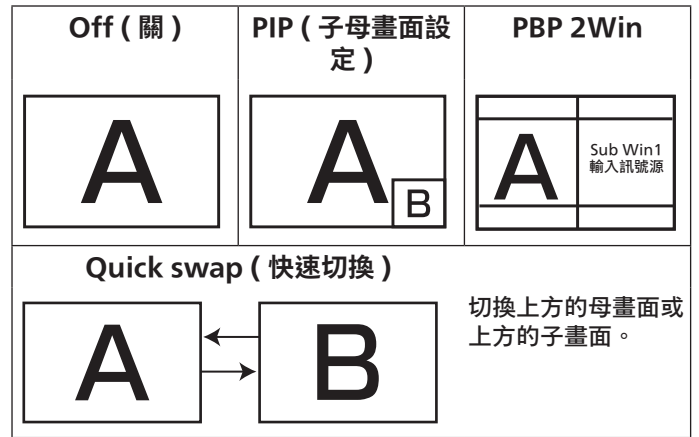 Off ( 關 )
PIP ( 子母畫面設
定 )
PBP 2Win
A
A
B
A
Sub Win1
輸入訊號源
Quick swap ( 快速切換 )
A
B
切換上方的母畫面或
上方的子畫面。